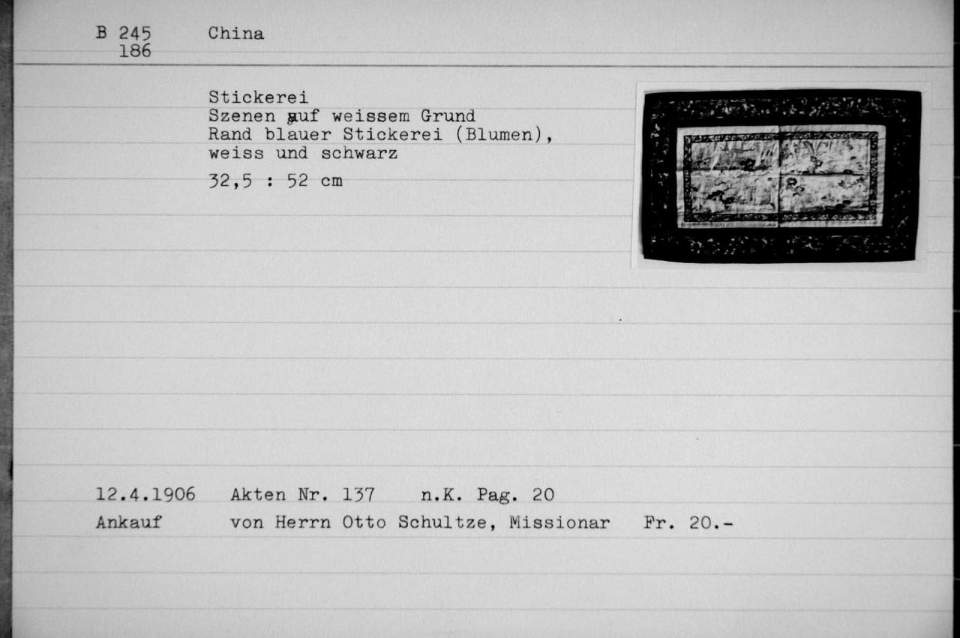 B 245 China
186
Stickerei
Szenen auf weissem Grund
Rand blauer Stickerei (Blumen),
weiss und schwarz
32,5 : 52 cm
12.4.1906 Akten Nr. 137 n.K. Pag. 20
Ankauf von Herrn Otto Schultze, Missionar Fr. 20.-